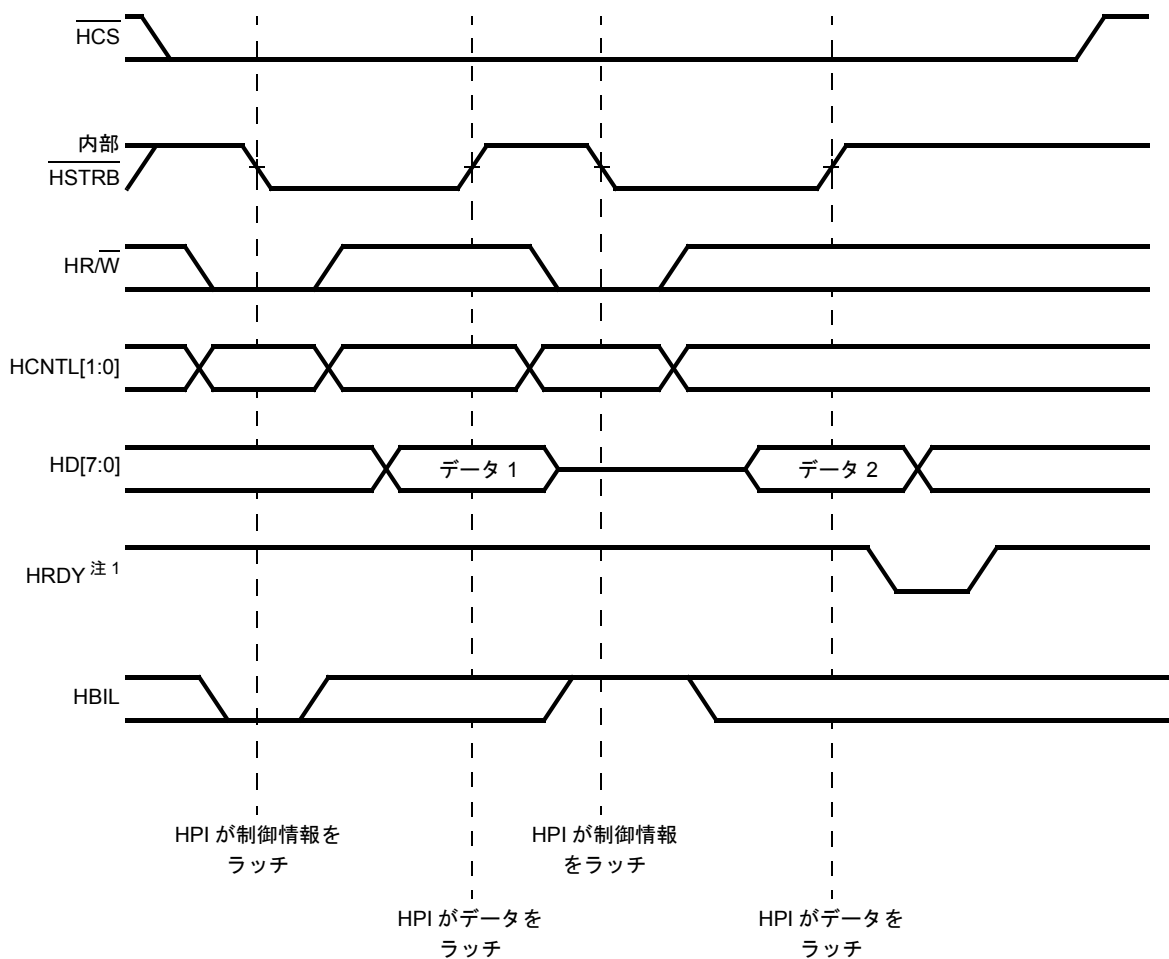 HCS
内部
HSTRB
HR/W
HCNTL[1:0]
HD[7:0]
データ 1
データ 2
HRDY 注 1
HBIL
HPI が制御情報を
ラッチ
HPI が制御情報
をラッチ
HPI がデータを
ラッチ
HPI がデータを
ラッチ